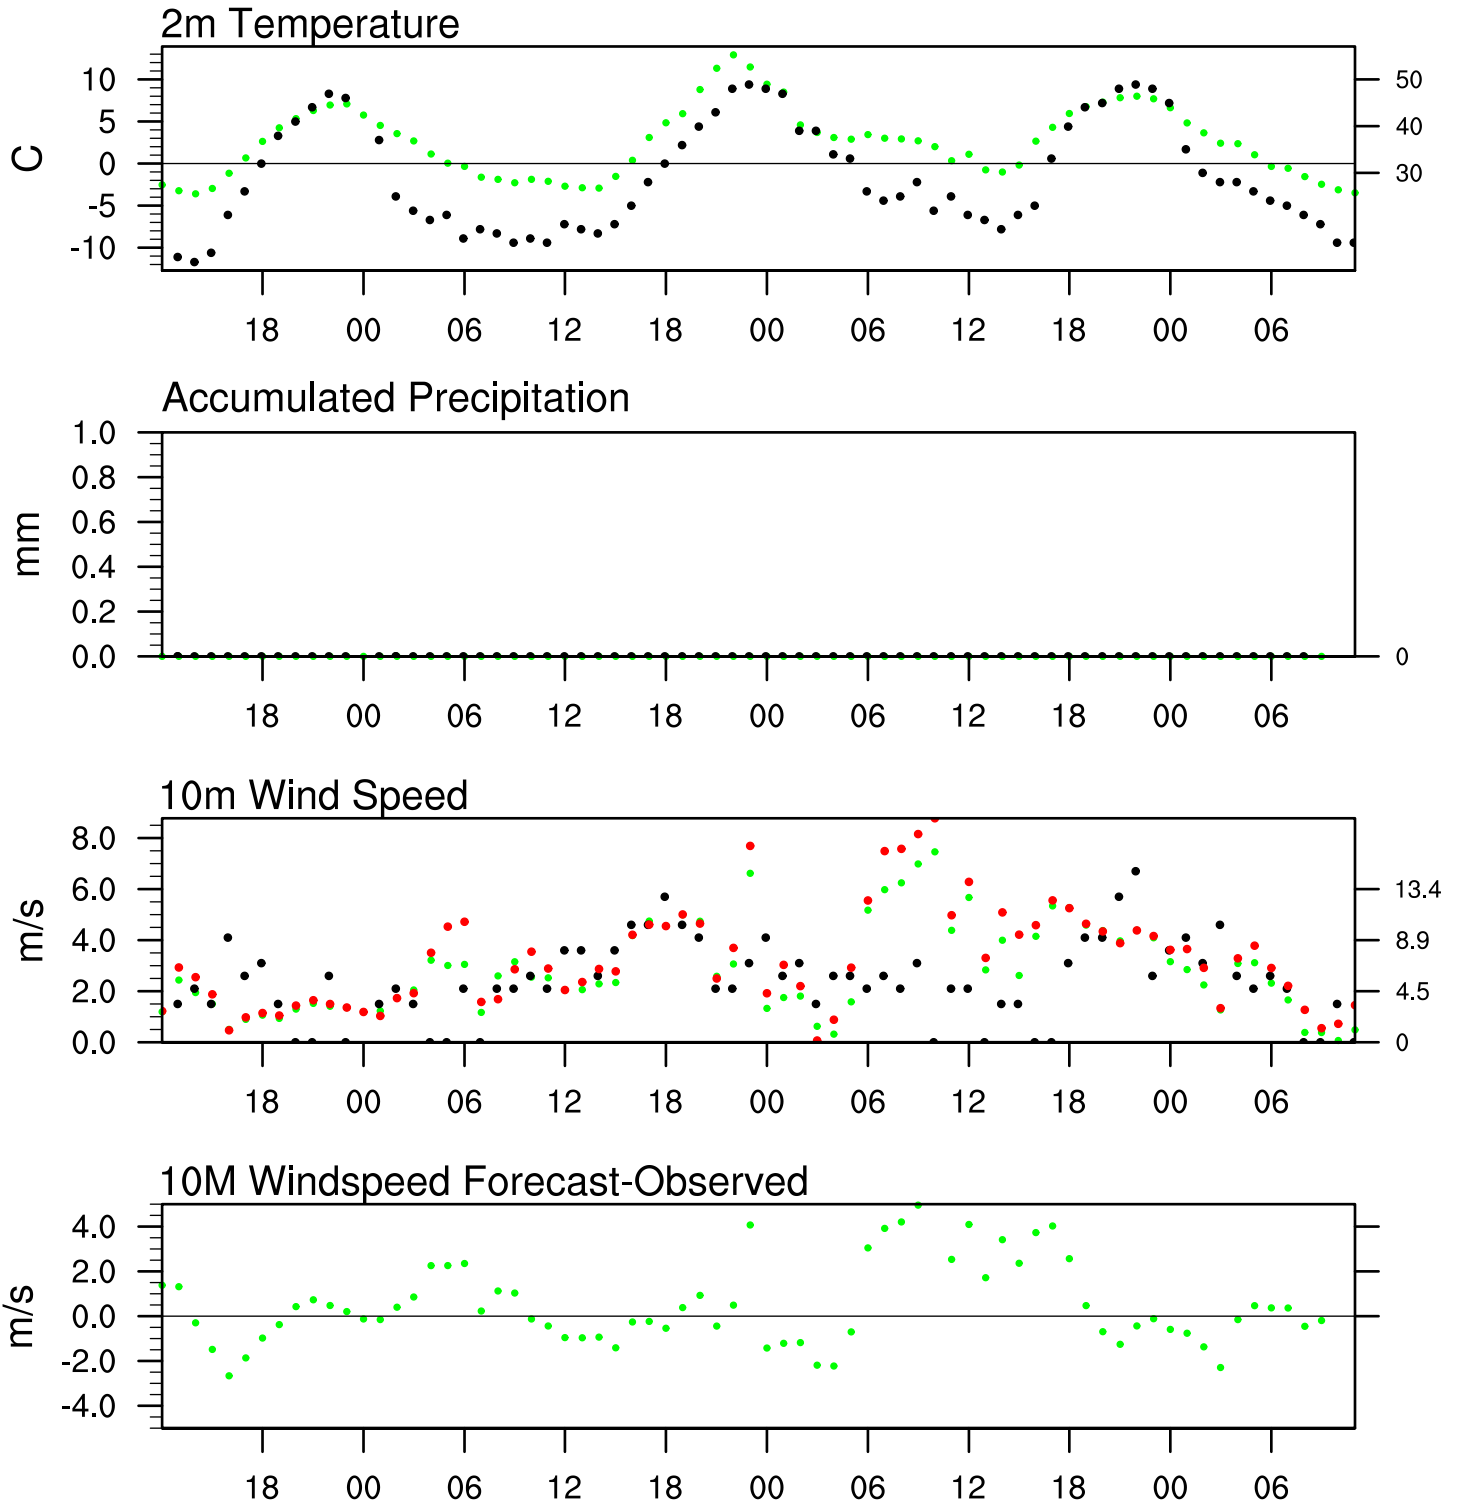 2m Temperature
10
5
0
-5
-10
C
50
40
30
18 00 06 12 18 00 06 12 18 00 06
Accumulated Precipitation
1.0
0.8
0.6
0.4
0.2
0.0
mm
0
18 00 06 12 18 00 06 12 18 00 06
10m Wind Speed
8.0
6.0
4.0
2.0
0.0
m/s
13.4
8.9
4.5
0
18 00 06 12 18 00 06 12 18 00 06
10M Windspeed Forecast-Observed
4.0
2.0
0.0
-2.0
-4.0
m/s
18 00 06 12 18 00 06 12 18 00 06